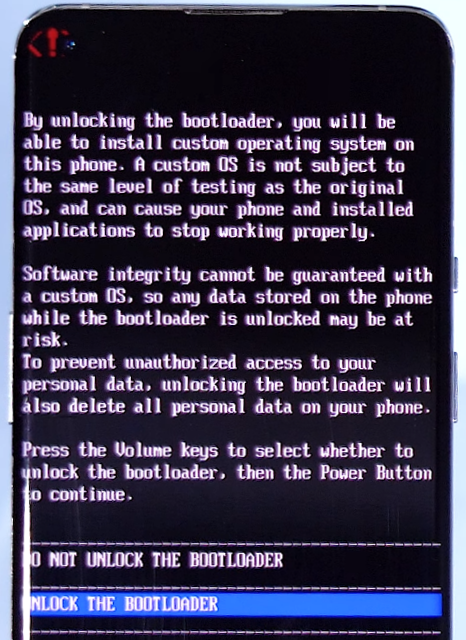 <!>
By unlocking the bootloader, you will be
able to install custom operating system on
this phone. A custom OS is not subject to
the same level of testing as the original
OS, and can cause your phone and installed
applications to stop working properly.
Software integrity cannot be guaranteed with
a custom OS, so any data stored on the phone
while the bootloader is unlocked may be at
risk.
To prevent unauthorized access to your
personal data, unlocking the bootloader will
also delete all personal data on your phone.
Press the Volume keys to select whether to
unlock the bootloader, then the Power Button
to continue.
DO NOT UNLOCK THE BOOTLOADER
UNLOCK THE BOOTLOADER